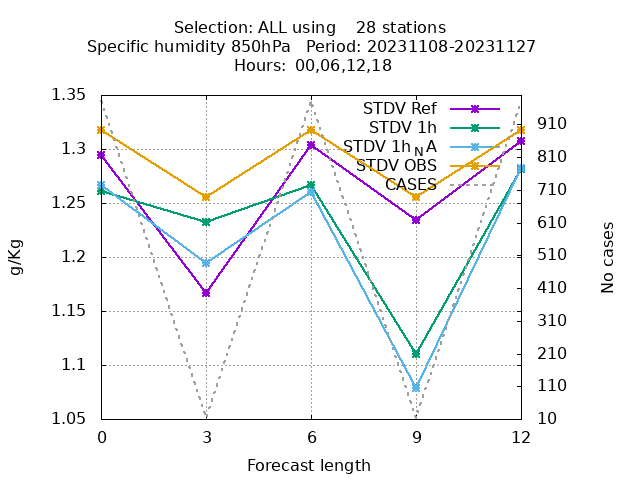 Selection: ALL using 28 stations
Specific humidity 850hPa Period: 20231108-20231127
Hours: 00,06,12,18
STDV Ref
STDV 1h
STDV 1h_NA
STDV OBS
CASES
1.35
1.3
1.25
1.2
1.15
1.1
1.05
g/Kg
910
810
710
610
510
410
310
210
110
10
No cases
0 3 6 9 12
Forecast length